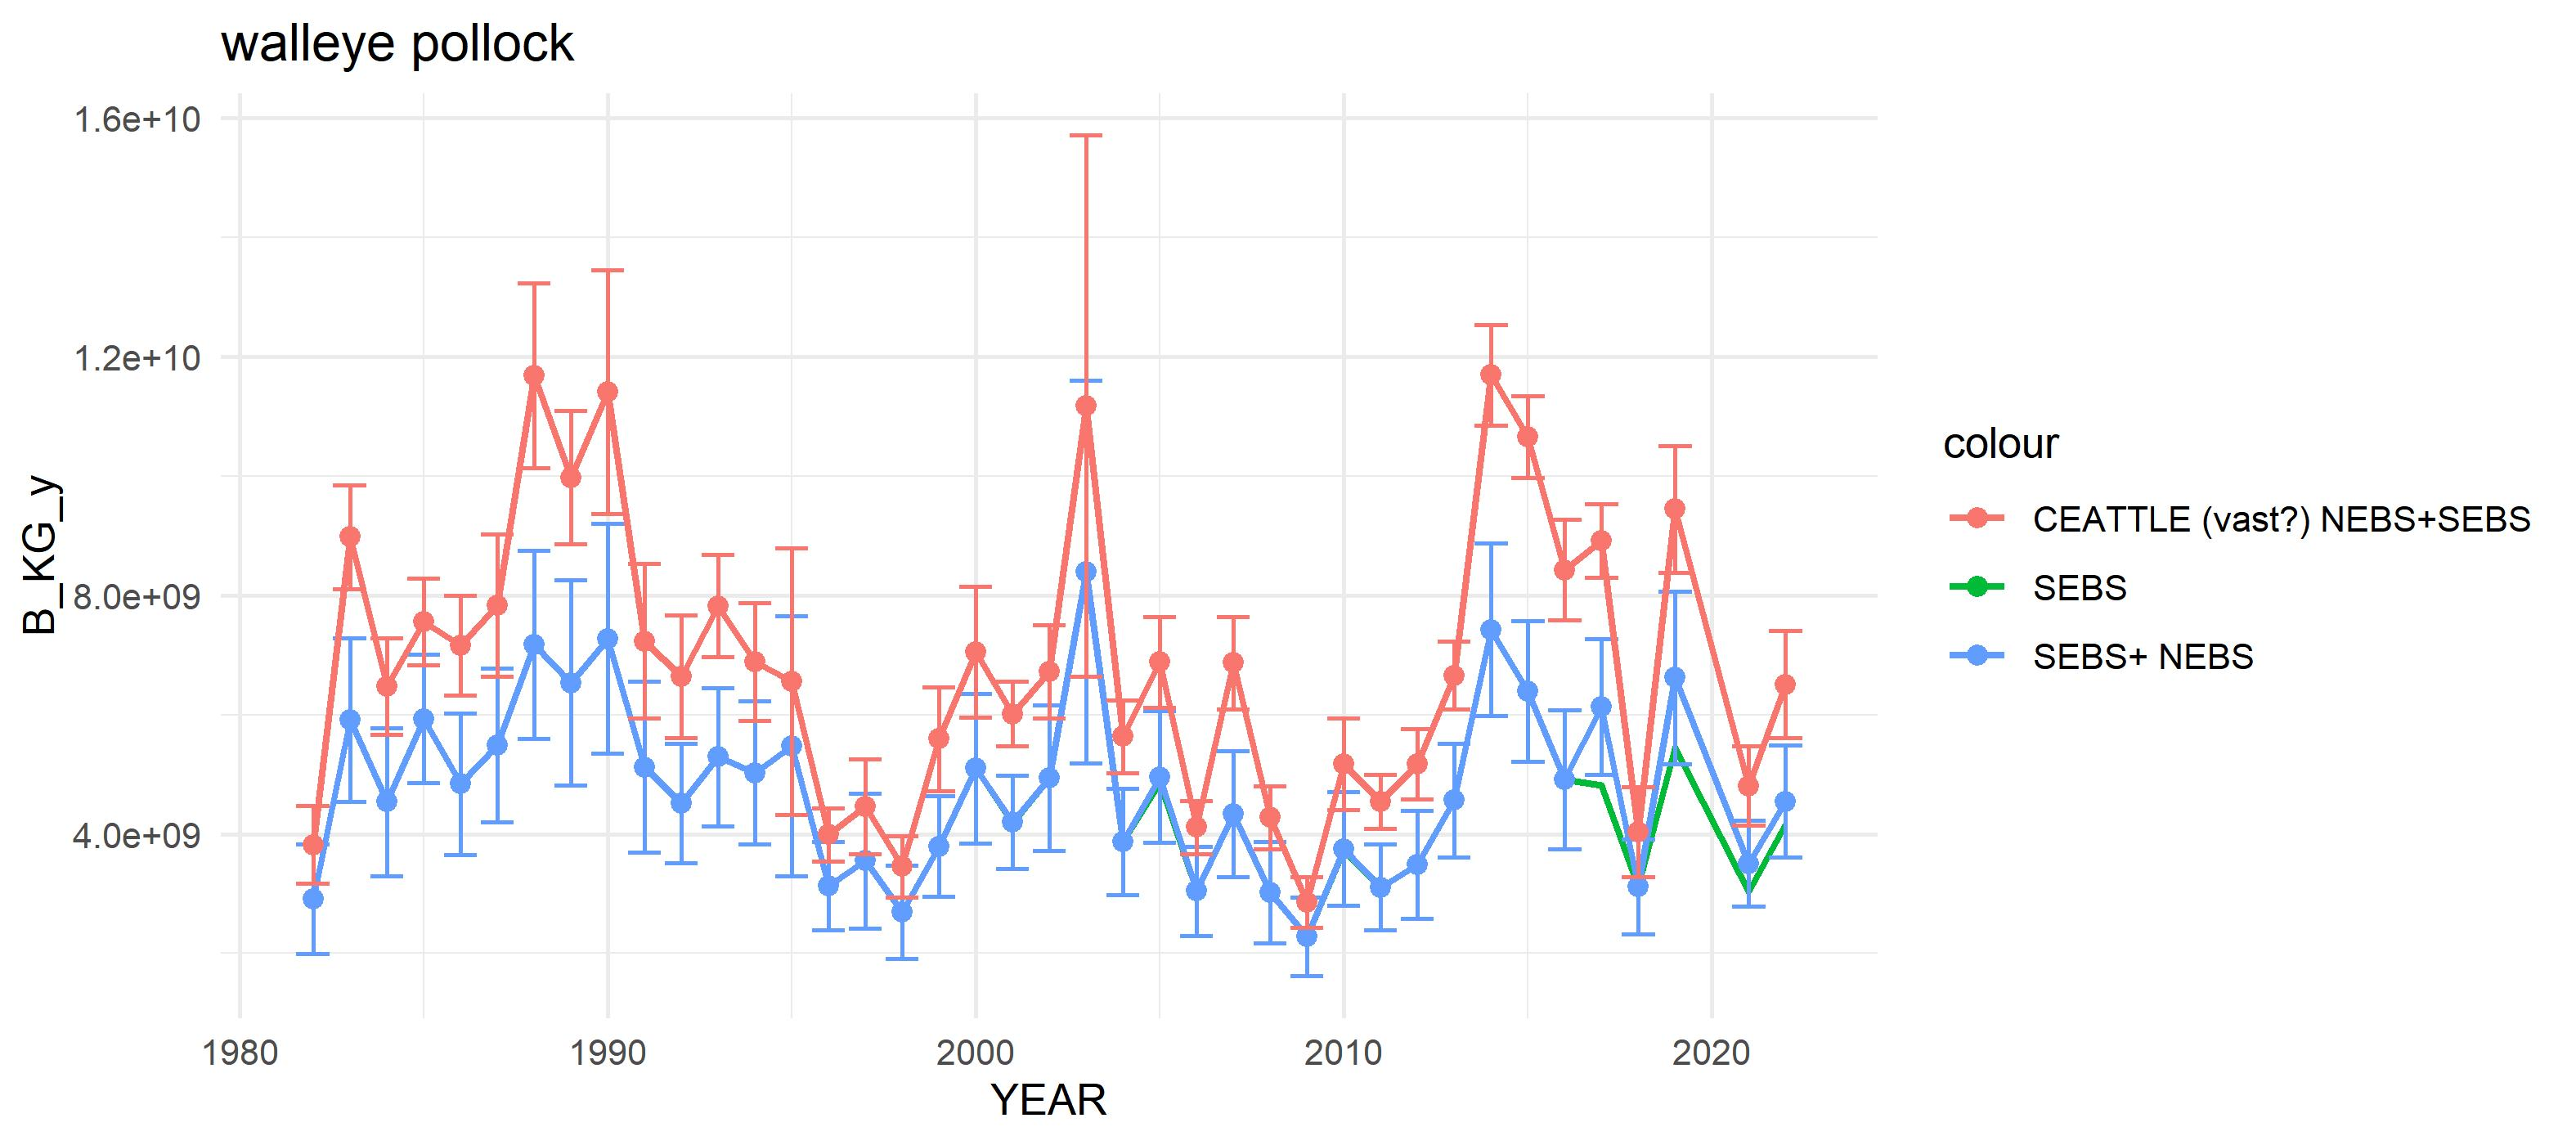 walleye pollock
1.6e+10
1.2e+10
8.0e+09
4.0e+09
B_KG_y
1980 1990 2000 2010 2020
YEAR
colour
CEATTLE (vast?) NEBS+SEBS
SEBS
SEBS+ NEBS